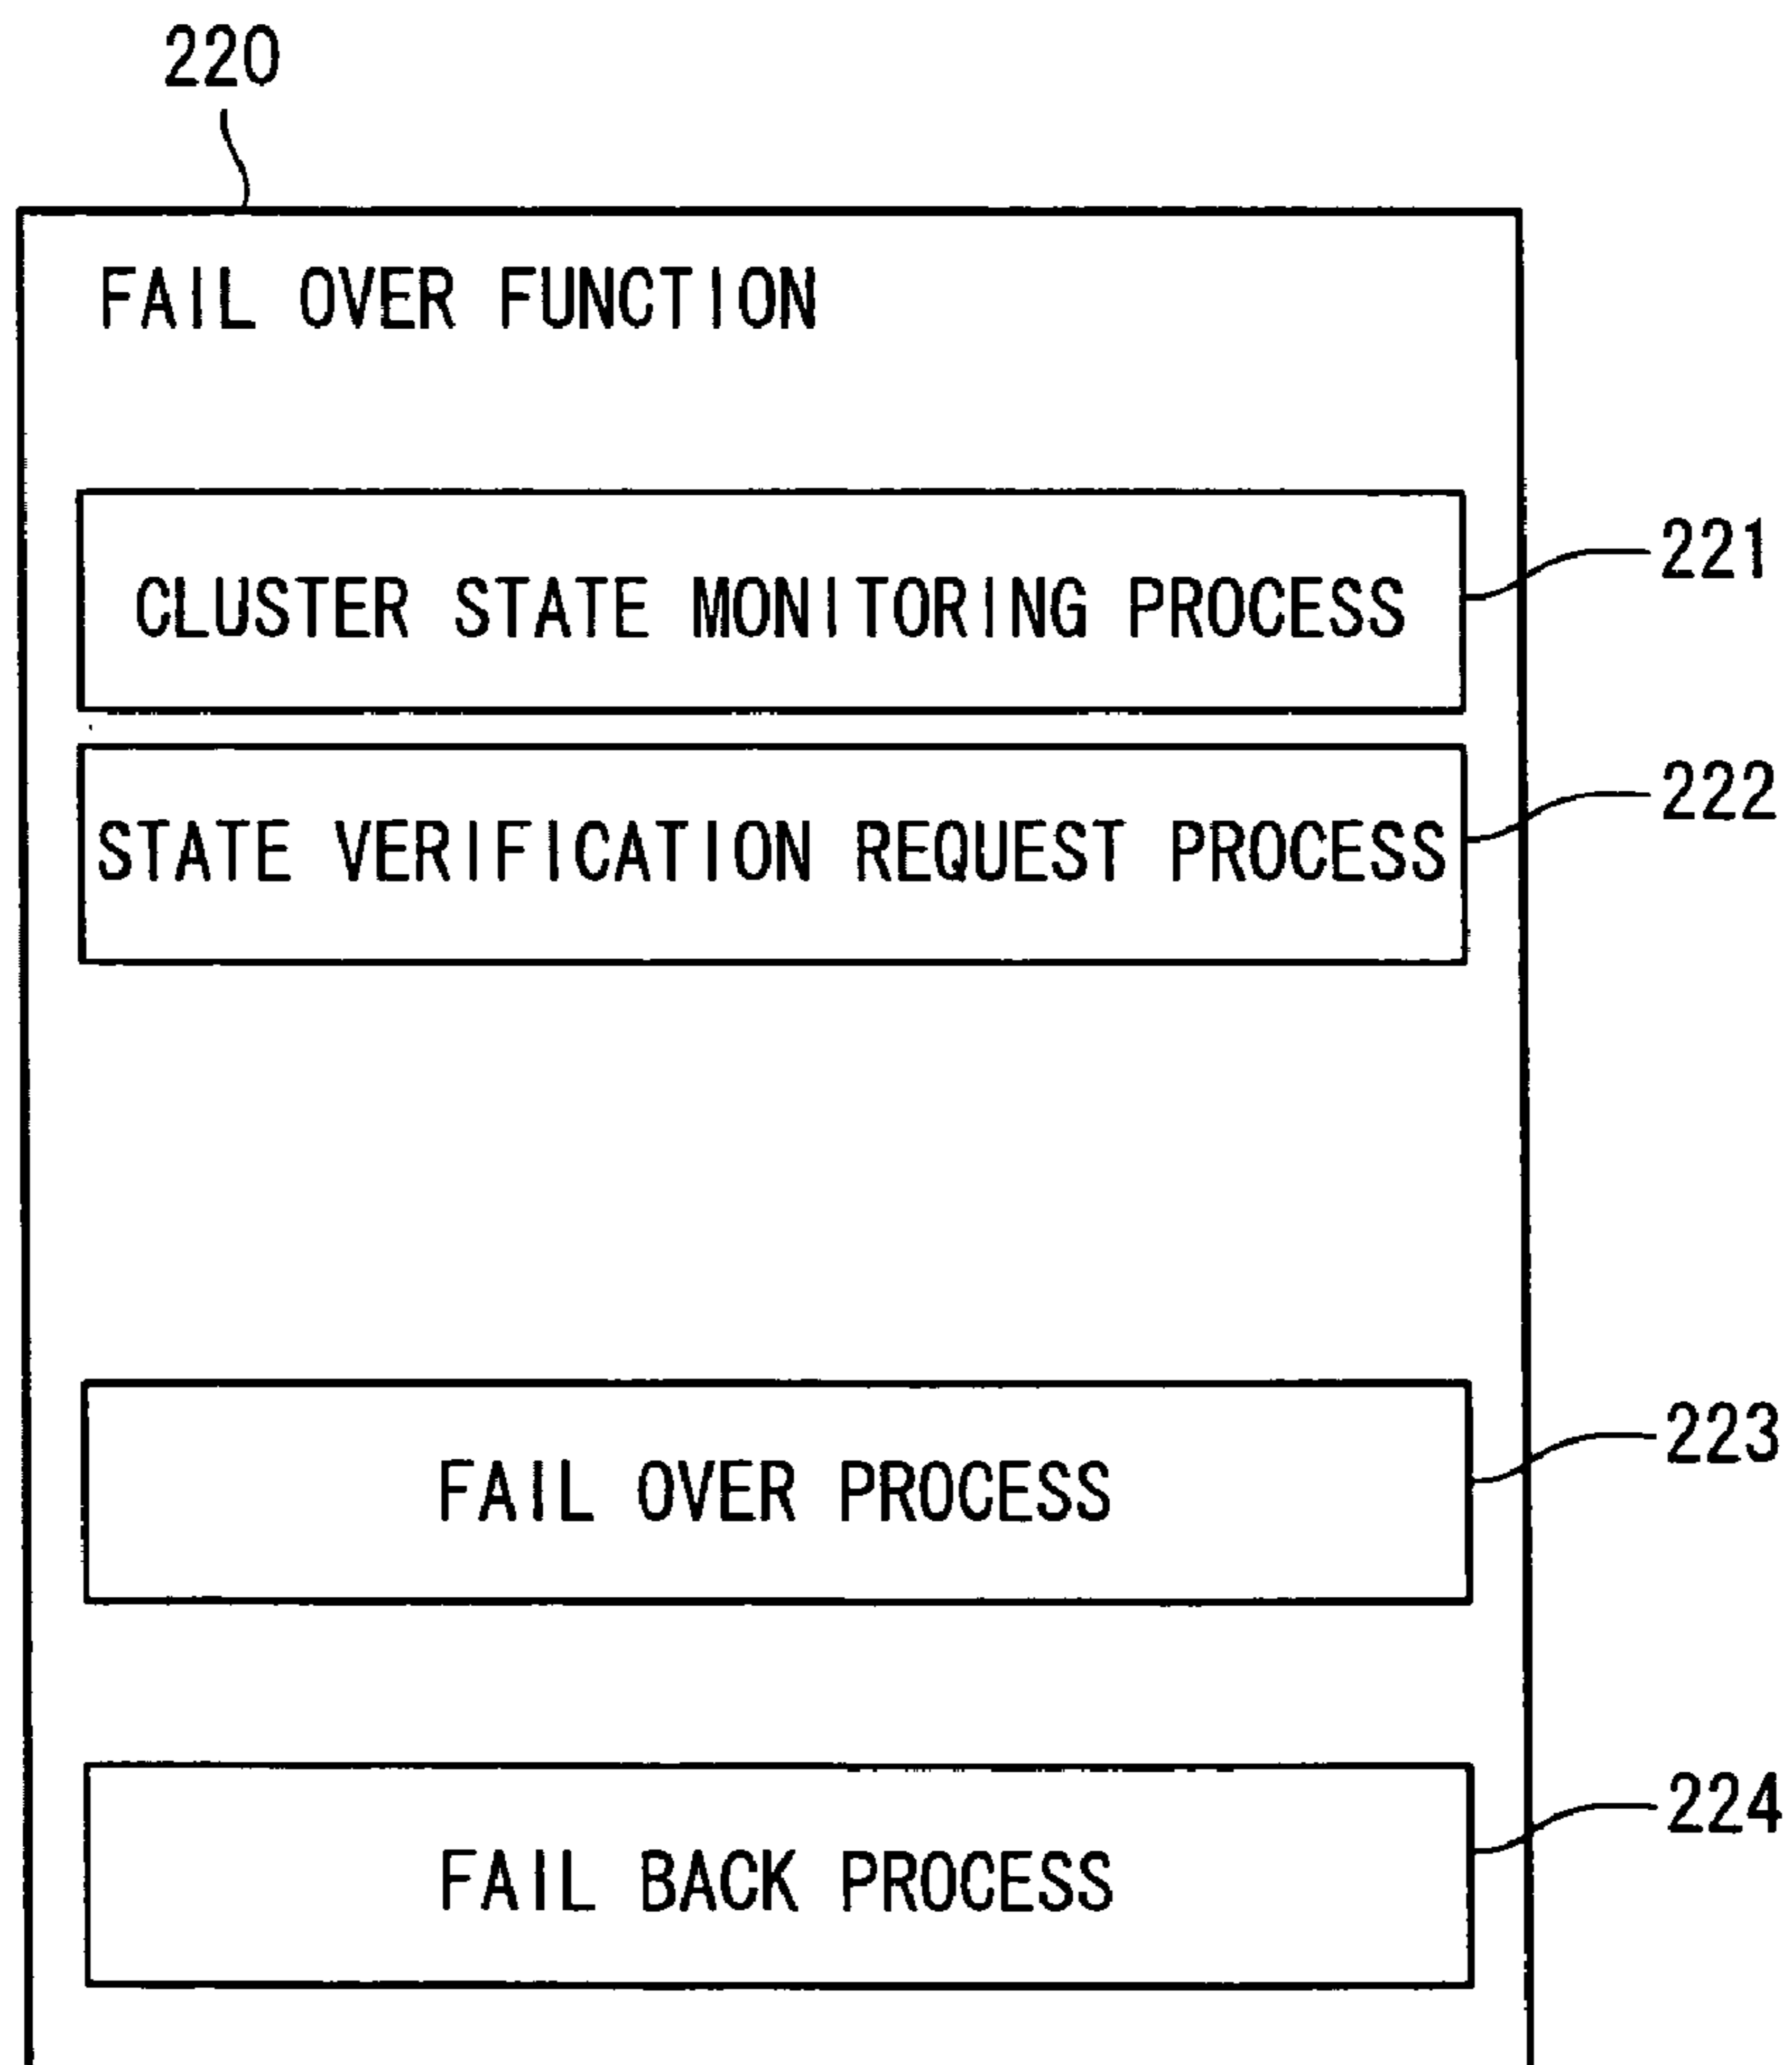 220
FAIL OVER FUNCTION
CLUSTER STATE MONITORING PROCESS
221
STATE VERIFICATION REQUEST PROCESS
222
FAIL OVER PROCESS
223
FAIL BACK PROCESS
224